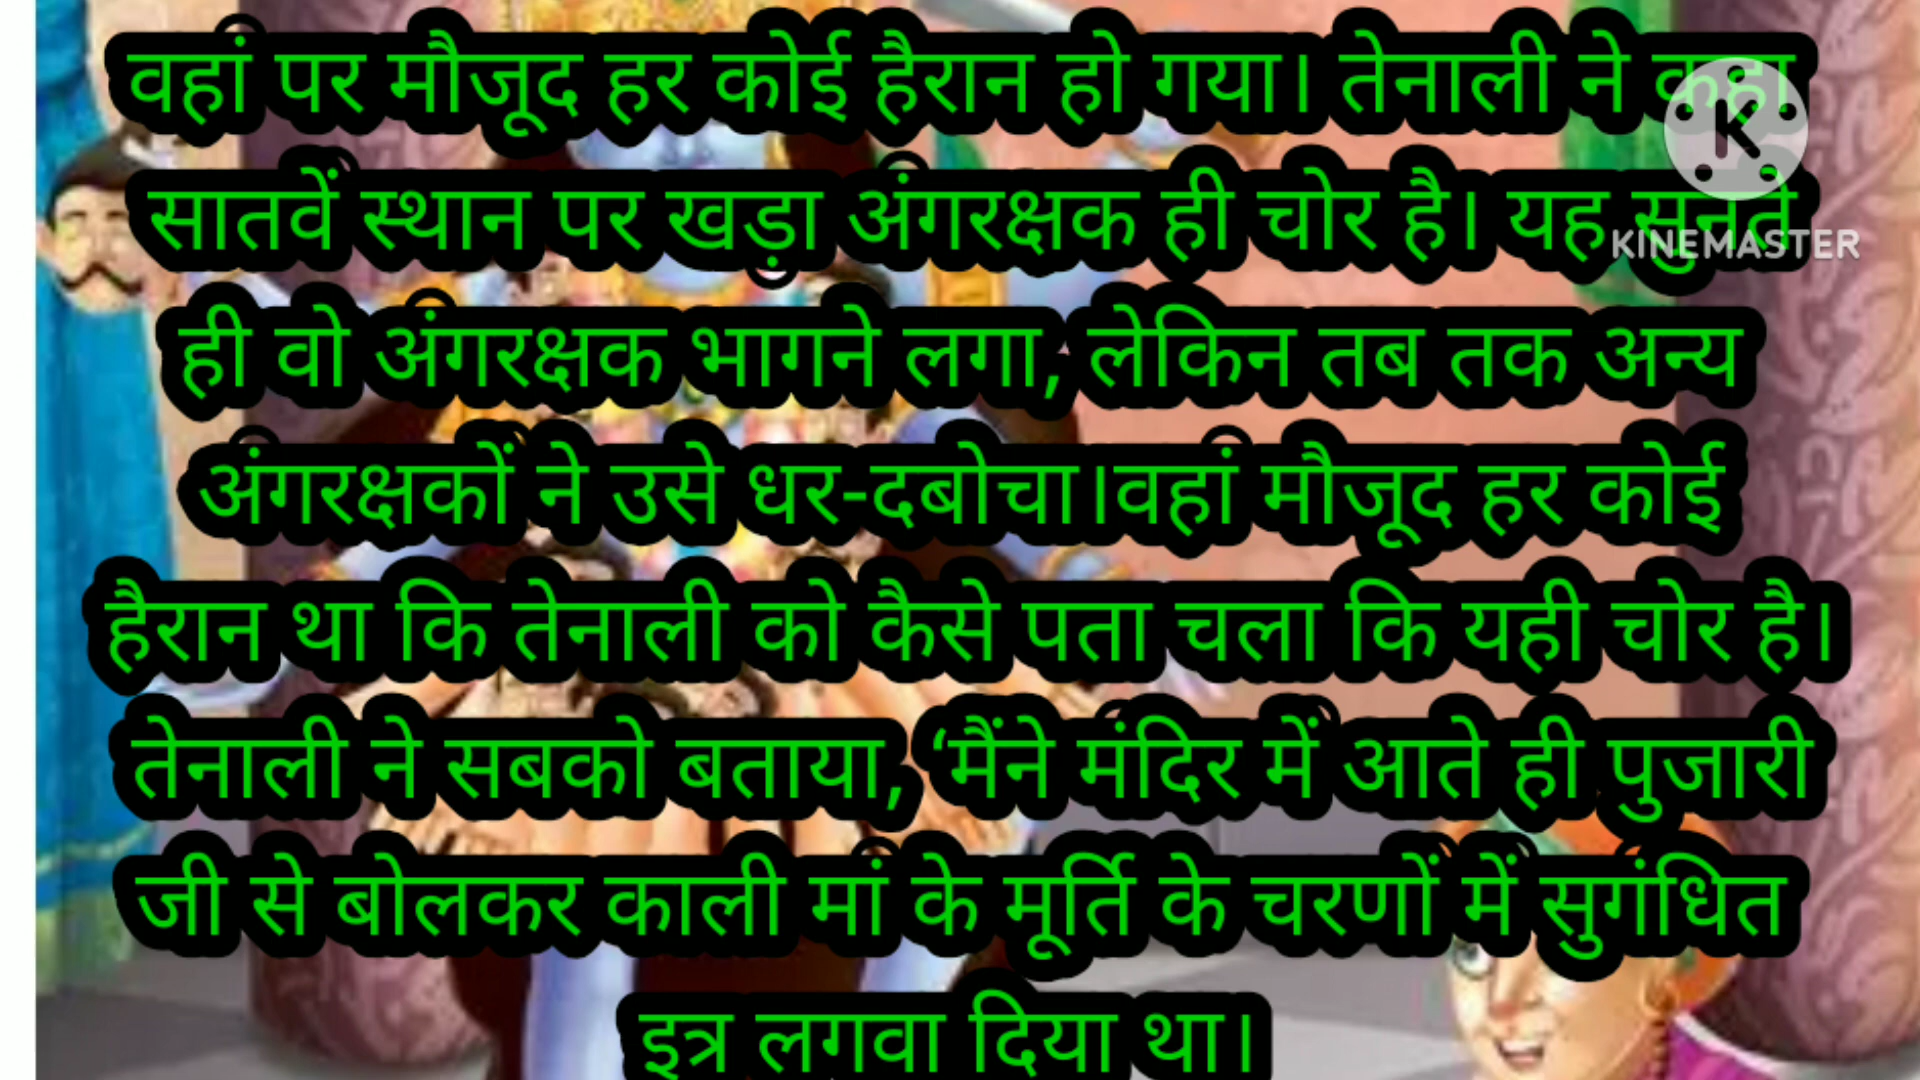 वहां पर मौजूद हर कोई हैरान हो गया। तेनाली ने कहा
सातवें स्थान पर खड़ा अंगरक्षक ही चोर है। यह सुनते
KINEMASTER
ही वो अंगरक्षक भागने लगा, लेकिन तब तक अन्य
अंगरक्षकों ने उसे धर-दबोचा।वहां मौजूद हर कोई
हैरान था कि तेनाली को कैसे पता चला कि यही चोर है।
तेनाली ने सबको बताया, ‘मैंने मंदिर में आते ही पुजारी
जी से बोलकर काली मां के मूर्ति के चरणों में सुगंधित
इत्र लगवा दिया था।